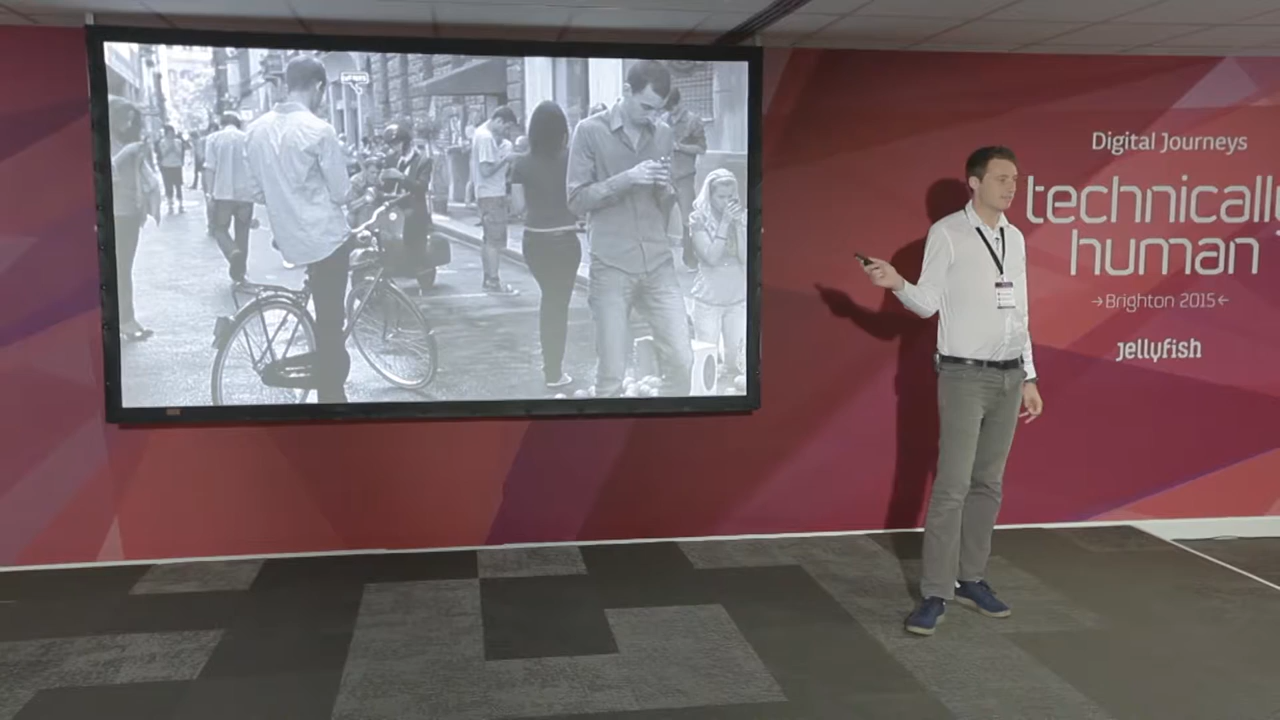 Digital Journeys
technically
human
→Brighton 2015←
jellyfish